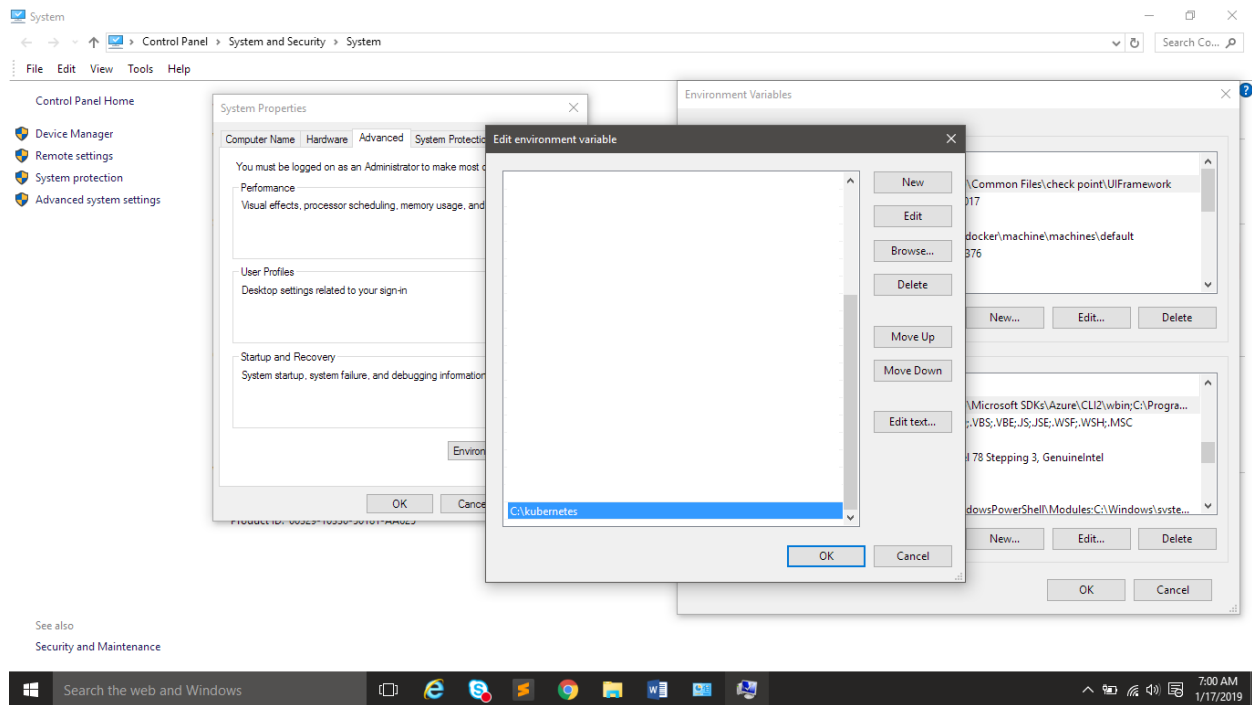 System
Control Panel > System and Security > System
Search Co...
File Edit View Tools Help
Control Panel Home
Device Manager
Remote settings
System protection
Advanced system settings
See also
Security and Maintenance
System Properties
Computer Name Hardware Advanced System Protectio
You must be logged on as an Administrator to make most
Performance
Visual effects, processor scheduling, memory usage, and
User Profiles
Desktop settings related to your sign-in
Startup and Recovery
System startup, system failure, and debugging information
Environ
OK Cance
Edit environment variable
New
Edit
Browse...
Delete
Move Up
Move Down
Edit text...
C:\kubernetes
OK Cancel
Environment Variables
\Common Files\check point\UIFramework
017
docker\machine\machines\default
376
New... Edit... Delete
\Microsoft SDKs\Azure\CLI2\wbin;C:\Progra...
;.VBS;.VBE;.JS;.JSE;.WSF;.WSH;.MSC
l 78 Stepping 3, GenuineIntel
dowsPowerShell\Modules;C:\Windows\syste...
New... Edit... Delete
OK Cancel
Search the web and Windows
7:00 AM
1/17/2019